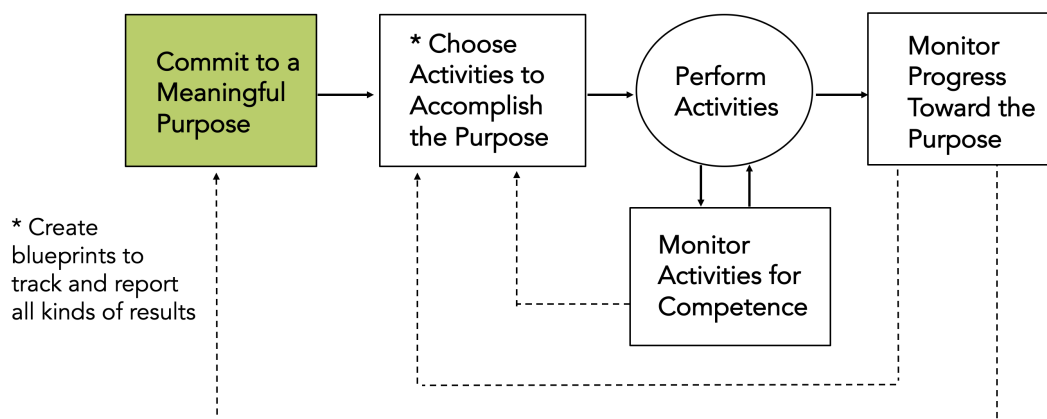 Commit to a
Meaningful
Purpose
* Choose
Activities to
Accomplish
the Purpose
Perform
Activities
Monitor
Progress
Toward the
Purpose
Monitor
Activities for
Competence
* Create
blueprints to
track and report
all kinds of results